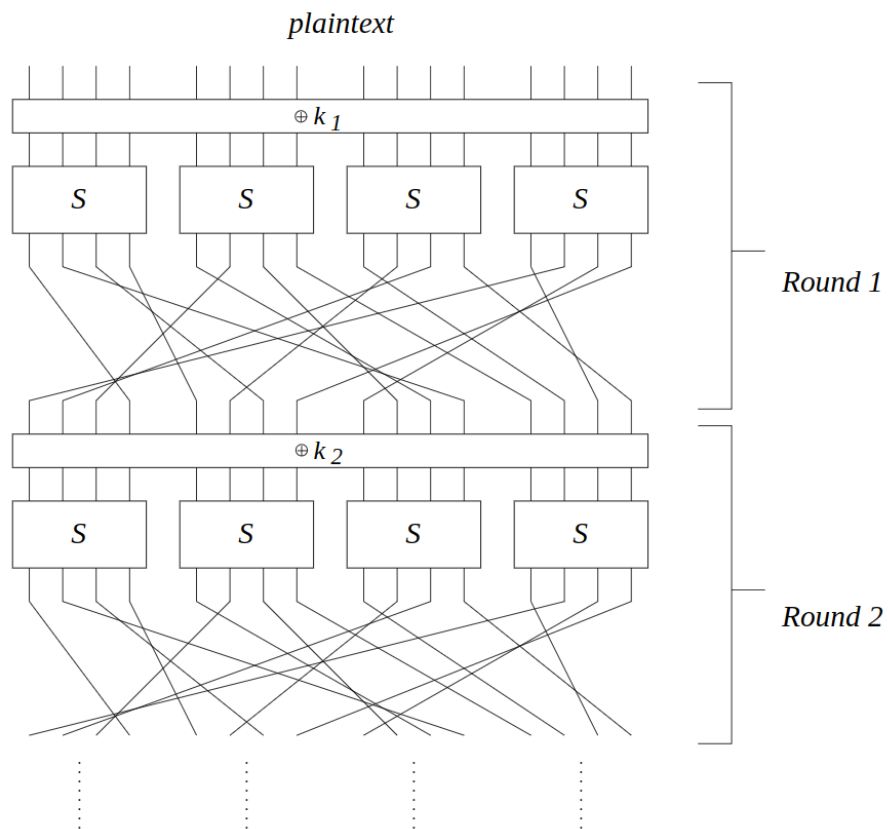 plaintext
⊕ k 1
S S S S
Round 1
⊕ k 2
S S S S
Round 2